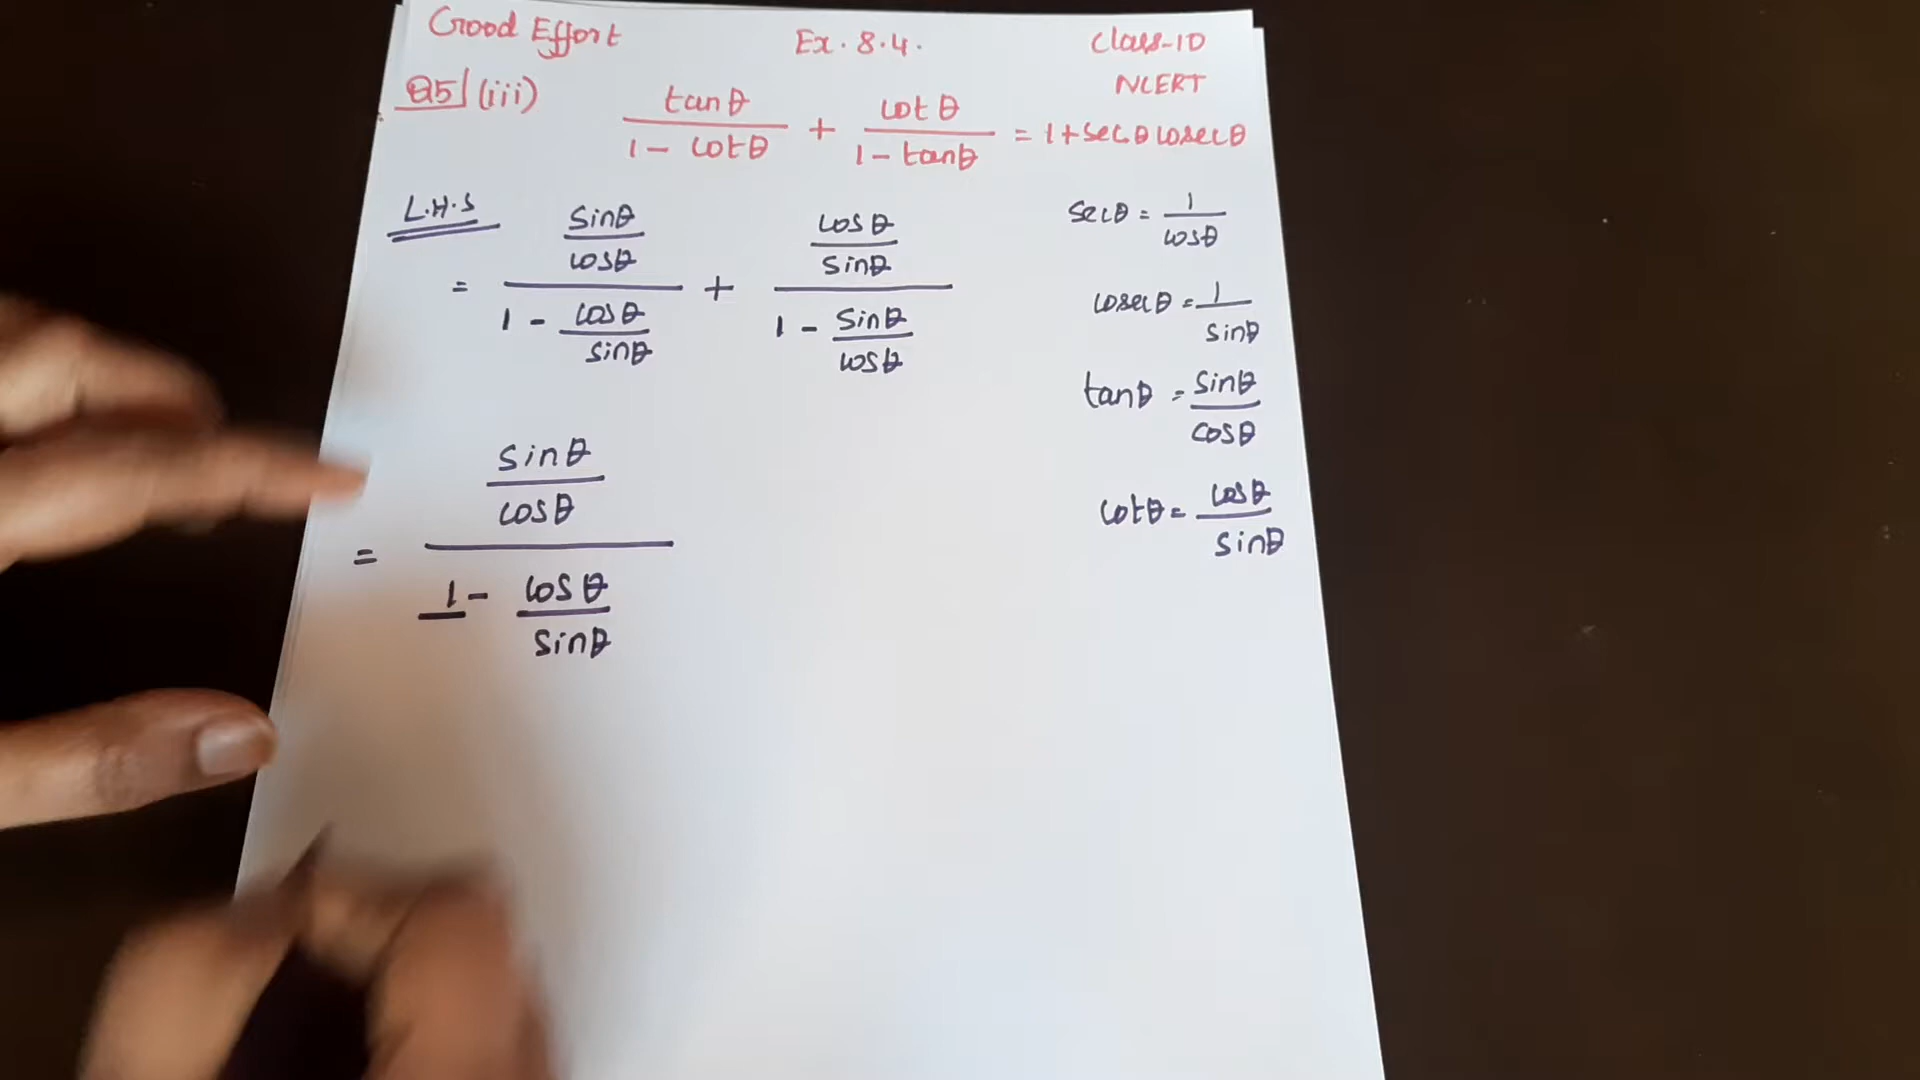 Good Effort Ex. 8.4. Class-10
NCERT
Q5 (iii) tanθ / 1 - cotθ + cotθ / 1 - tanθ = 1 + secθ cosecθ
L.H.S
= sinθ/cosθ / 1 - cosθ/sinθ + cosθ/sinθ / 1 - sinθ/cosθ
secθ = 1/cosθ
cosecθ = 1/sinθ
tanθ = sinθ/cosθ
cotθ = cosθ/sinθ
= sinθ/cosθ / 1 - cosθ/sinθ